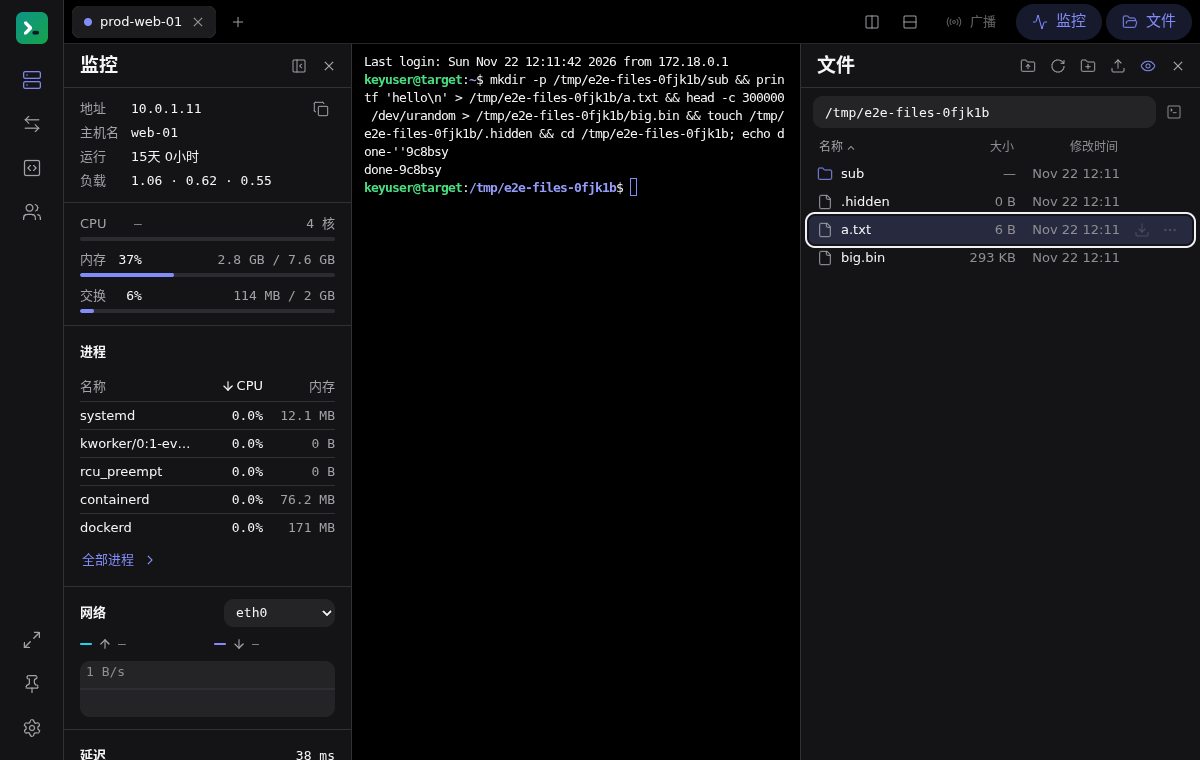 prod-web-01
广播
监控
文件
监控
地址 10.0.1.11
主机名 web-01
运行 15天 0小时
负载 1.06 · 0.62 · 0.55
CPU — 4 核
内存 37% 2.8 GB / 7.6 GB
交换 6% 114 MB / 2 GB
进程
名称 CPU 内存
systemd 0.0% 12.1 MB
kworker/0:1-ev… 0.0% 0 B
rcu_preempt 0.0% 0 B
containerd 0.0% 76.2 MB
dockerd 0.0% 171 MB
全部进程
网络 eth0
— —
1 B/s
延迟 38 ms
Last login: Sun Nov 22 12:11:42 2026 from 172.18.0.1
keyuser@target:~$ mkdir -p /tmp/e2e-files-0fjk1b/sub && prin
tf 'hello\n' > /tmp/e2e-files-0fjk1b/a.txt && head -c 300000
 /dev/urandom > /tmp/e2e-files-0fjk1b/big.bin && touch /tmp/
e2e-files-0fjk1b/.hidden && cd /tmp/e2e-files-0fjk1b; echo d
one-''9c8bsy
done-9c8bsy
keyuser@target:/tmp/e2e-files-0fjk1b$
文件
/tmp/e2e-files-0fjk1b
名称 大小 修改时间
sub — Nov 22 12:11
.hidden 0 B Nov 22 12:11
a.txt 6 B Nov 22 12:11
big.bin 293 KB Nov 22 12:11